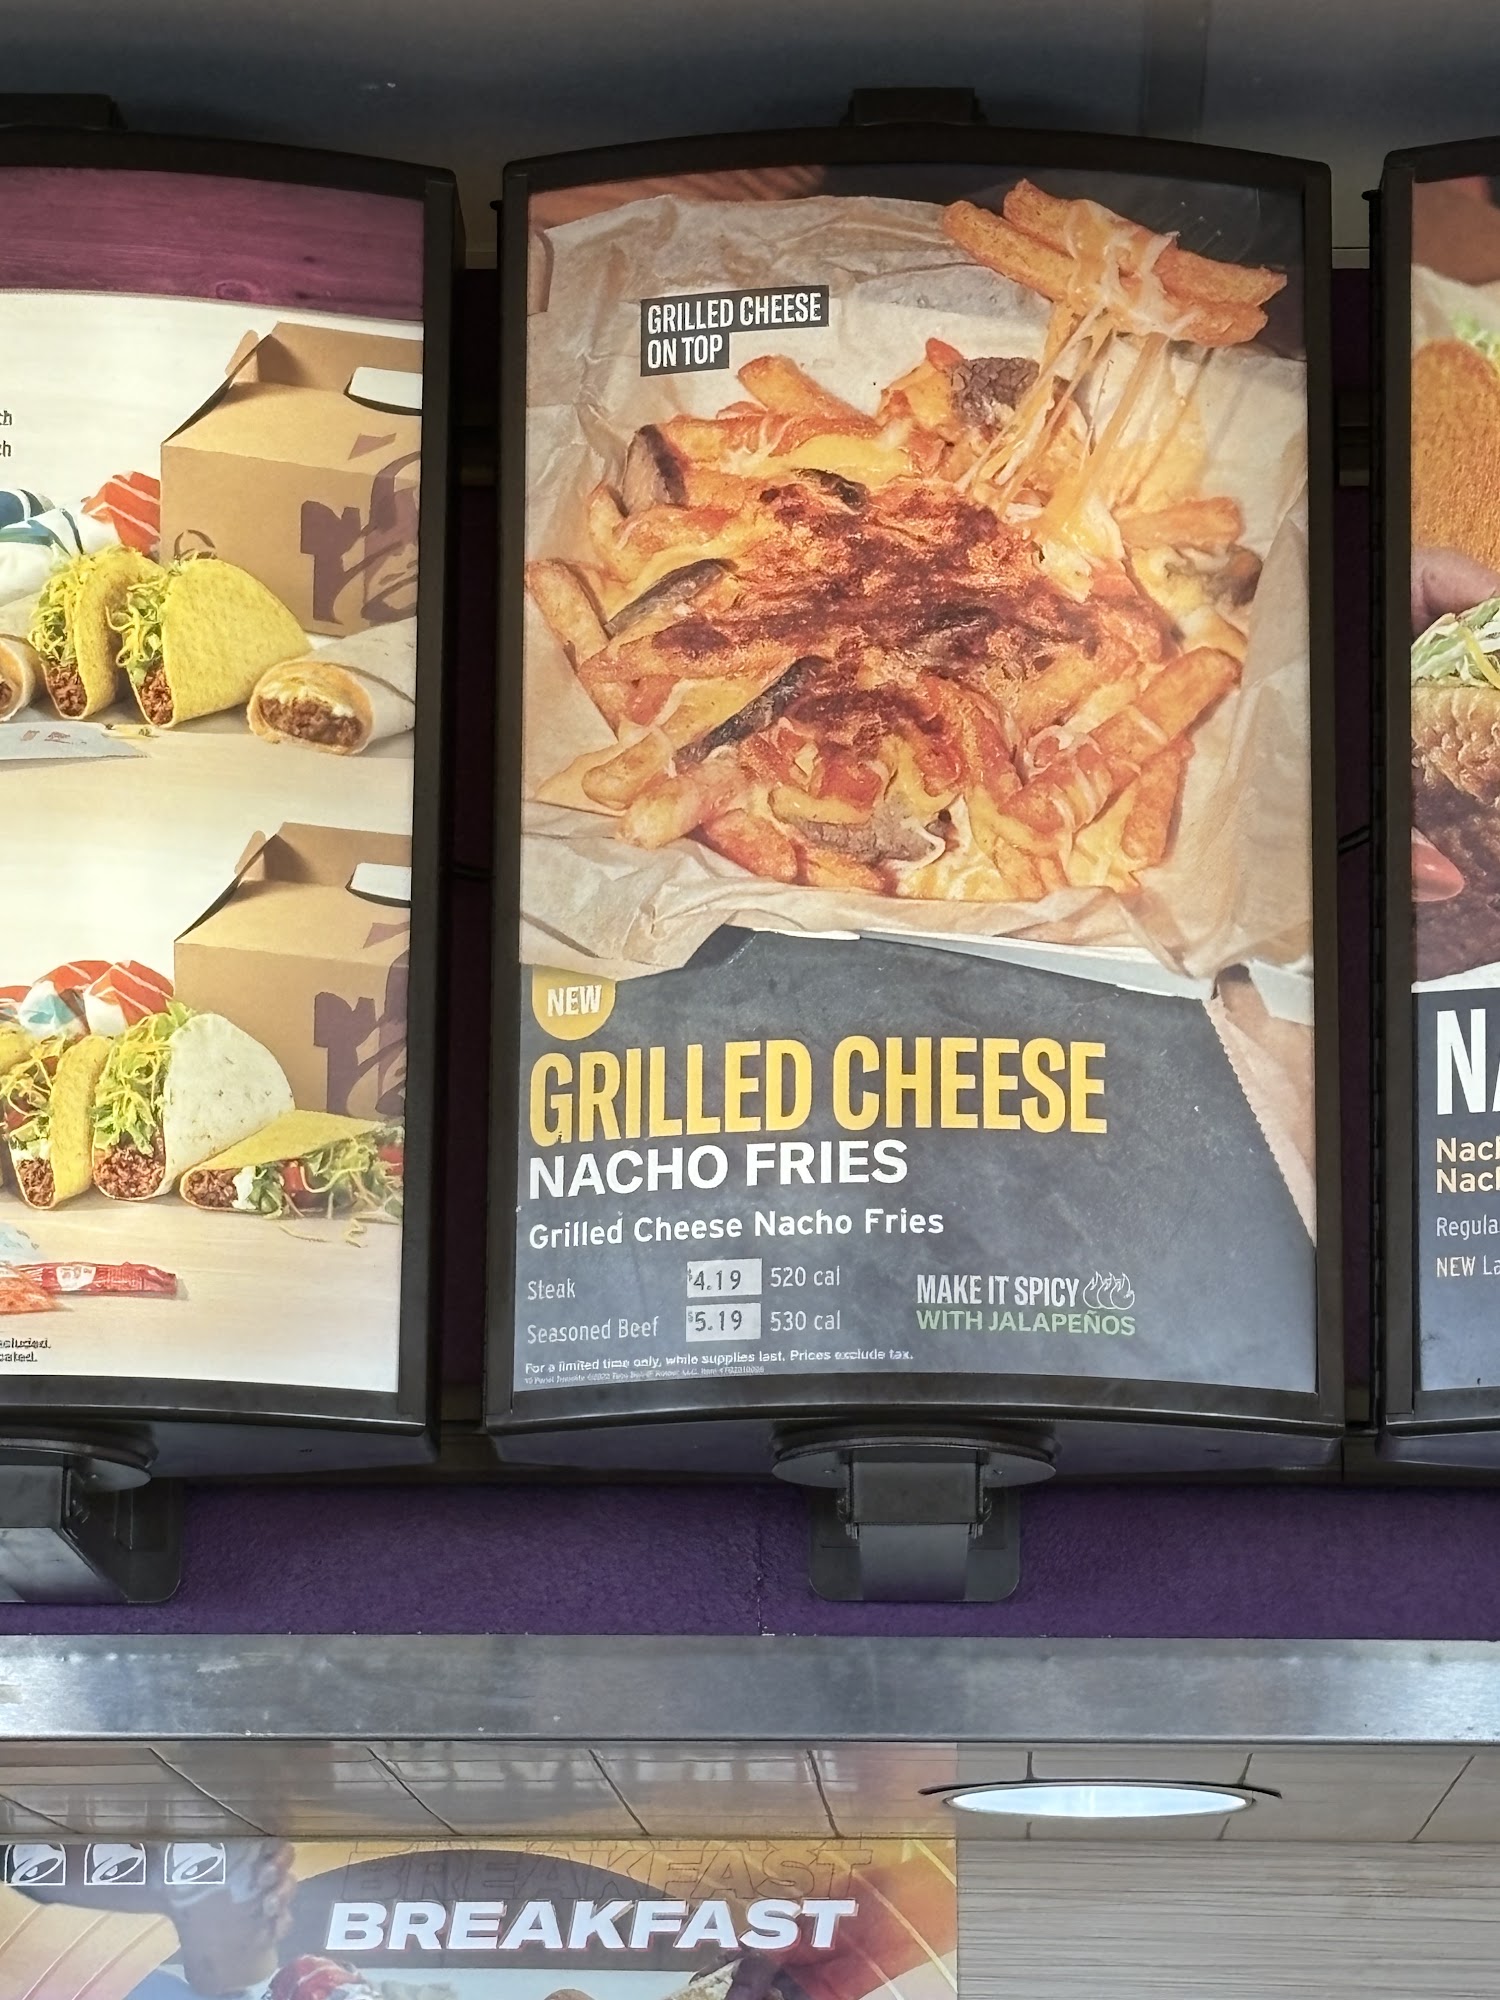 GRILLED CHEESE
ON TOP
NEW
GRILLED CHEESE
NACHO FRIES
Grilled Cheese Nacho Fries
Steak $4.19 520 cal
Seasoned Beef $5.19 530 cal
MAKE IT SPICY
WITH JALAPEÑOS
For a limited time only, while supplies last. Prices exclude tax.
NA
Regula
NEW La
BREAKFAST
BREAKFAST